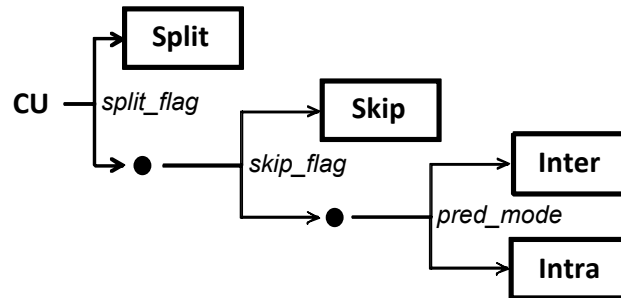 Split
CU
split_flag
Skip
skip_flag
Inter
pred_mode
Intra